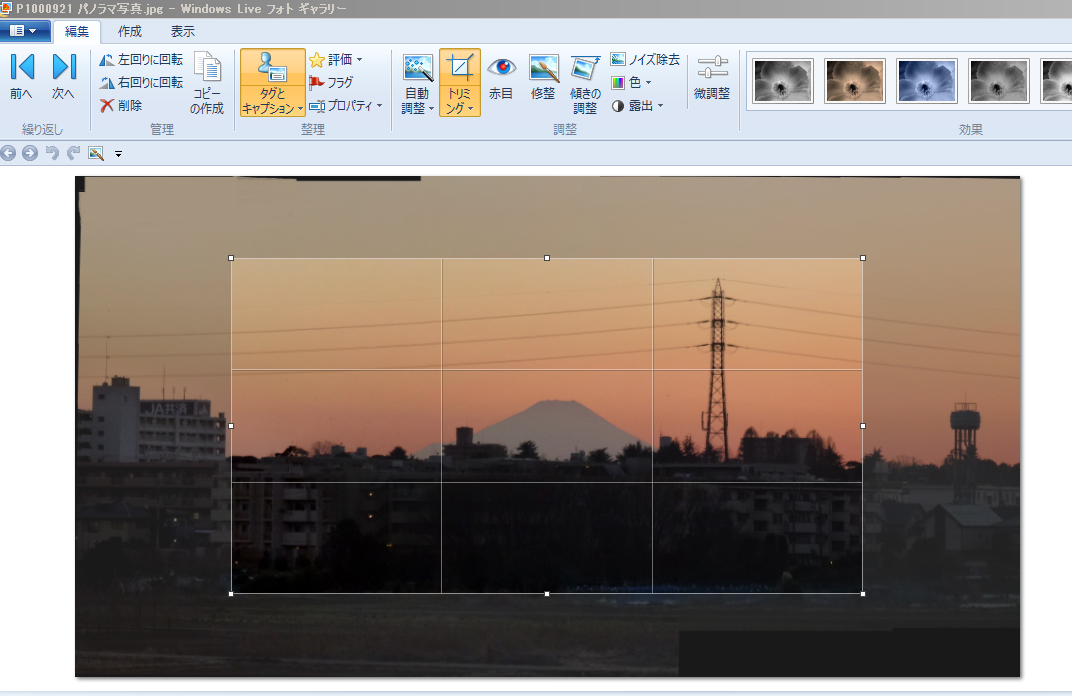 P1000921 パノラマ写真.jpg - Windows Live フォト ギャラリー
編集 作成 表示
前へ 次へ
繰り返し
左回りに回転
右回りに回転
削除
コピーの作成
管理
タグとキャプション
評価
フラグ
プロパティ
整理
自動調整
トリミング
赤目
修整
傾きの調整
ノイズ除去
色
露出
微調整
調整
効果
JA共済